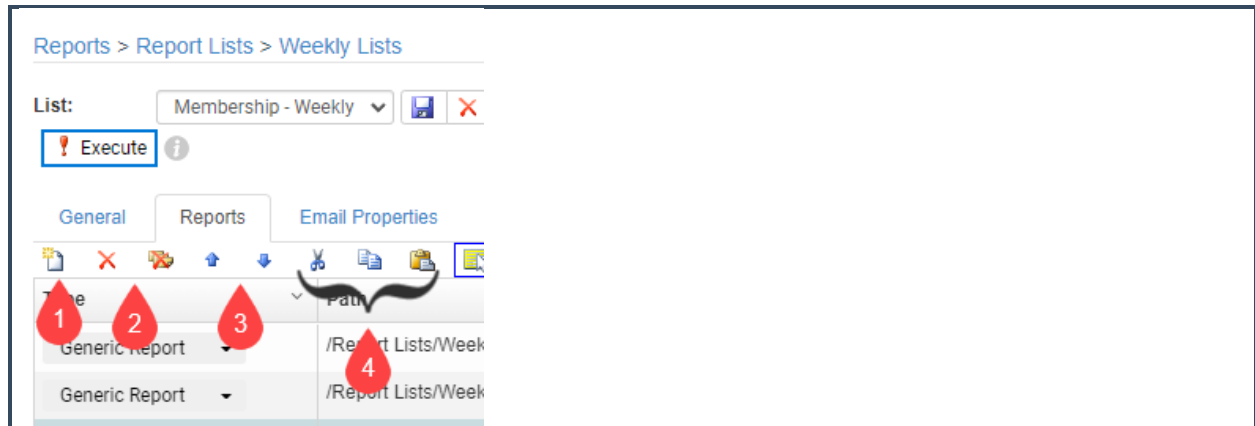 Reports > Report Lists > Weekly Lists
List: Membership - Weekly
Execute
General Reports Email Properties
Path
1 2 3
4
Generic Report /Report Lists/Week
Generic Report /Report Lists/Week